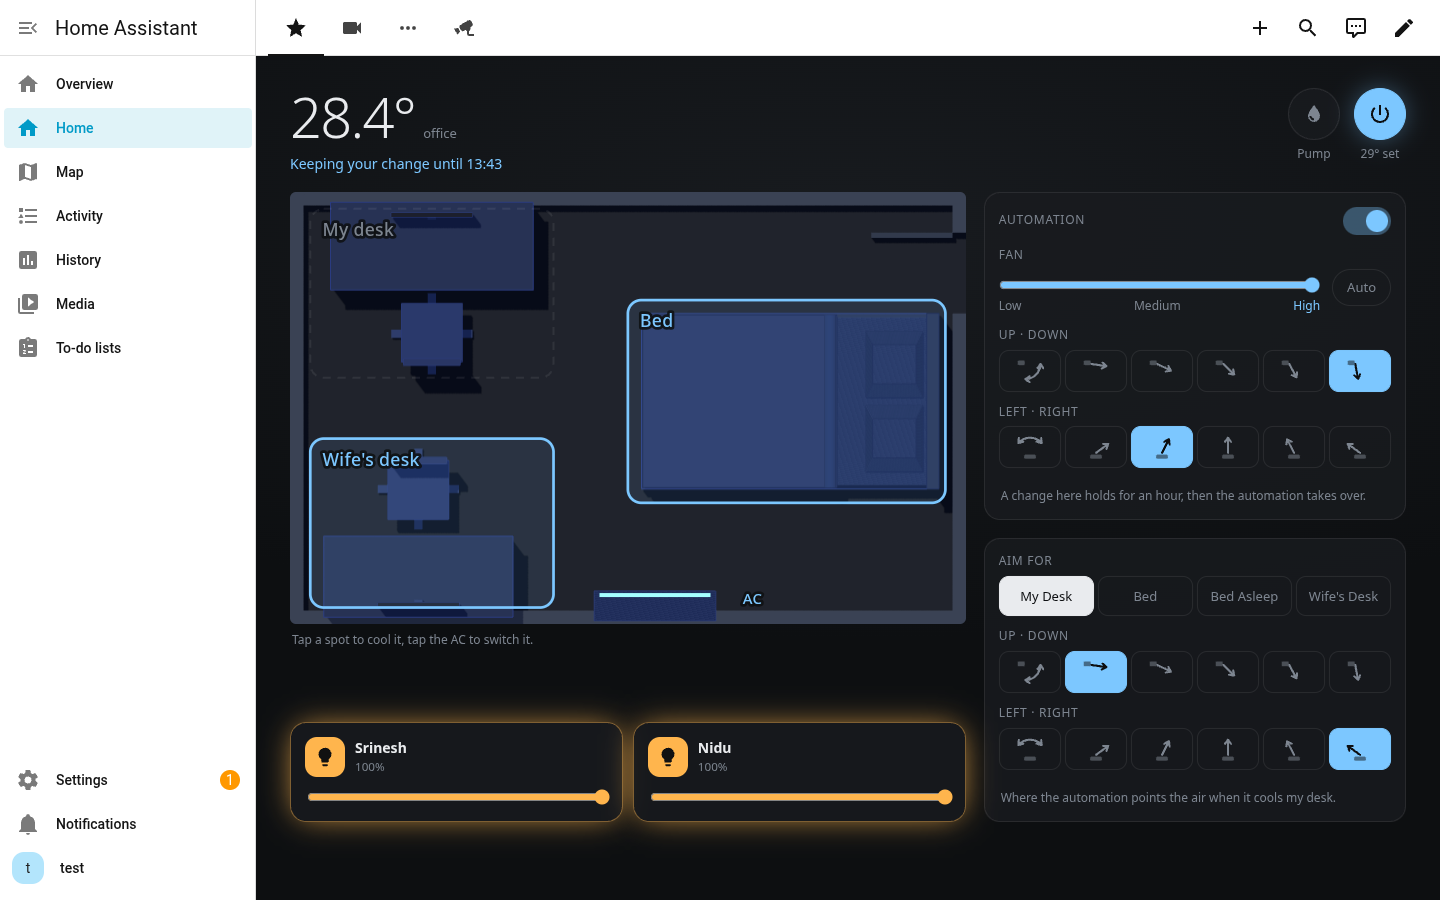 Home Assistant
Overview
Home
Map
Activity
History
Media
To-do lists
Settings
1
Notifications
t
test
28.4°
office
Keeping your change until 13:43
Pump
29° set
My desk
Bed
Wife's desk
AC
Tap a spot to cool it, tap the AC to switch it.
Srinesh
100%
Nidu
100%
AUTOMATION
FAN
Auto
Low
Medium
High
UP · DOWN
LEFT · RIGHT
A change here holds for an hour, then the automation takes over.
AIM FOR
My Desk
Bed
Bed Asleep
Wife's Desk
UP · DOWN
LEFT · RIGHT
Where the automation points the air when it cools my desk.